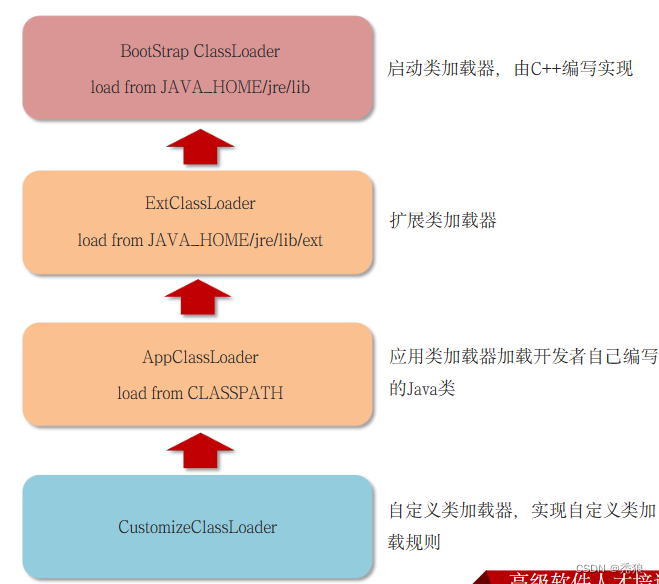 BootStrap ClassLoader
load from JAVA_HOME/jre/lib
启动类加载器，由C++编写实现
ExtClassLoader
load from JAVA_HOME/jre/lib/ext
扩展类加载器
AppClassLoader
load from CLASSPATH
应用类加载器加载开发者自己编写
的Java类
CustomizeClassLoader
自定义类加载器，实现自定义类加
载规则
CSDN @秃狼
高级软件人才培